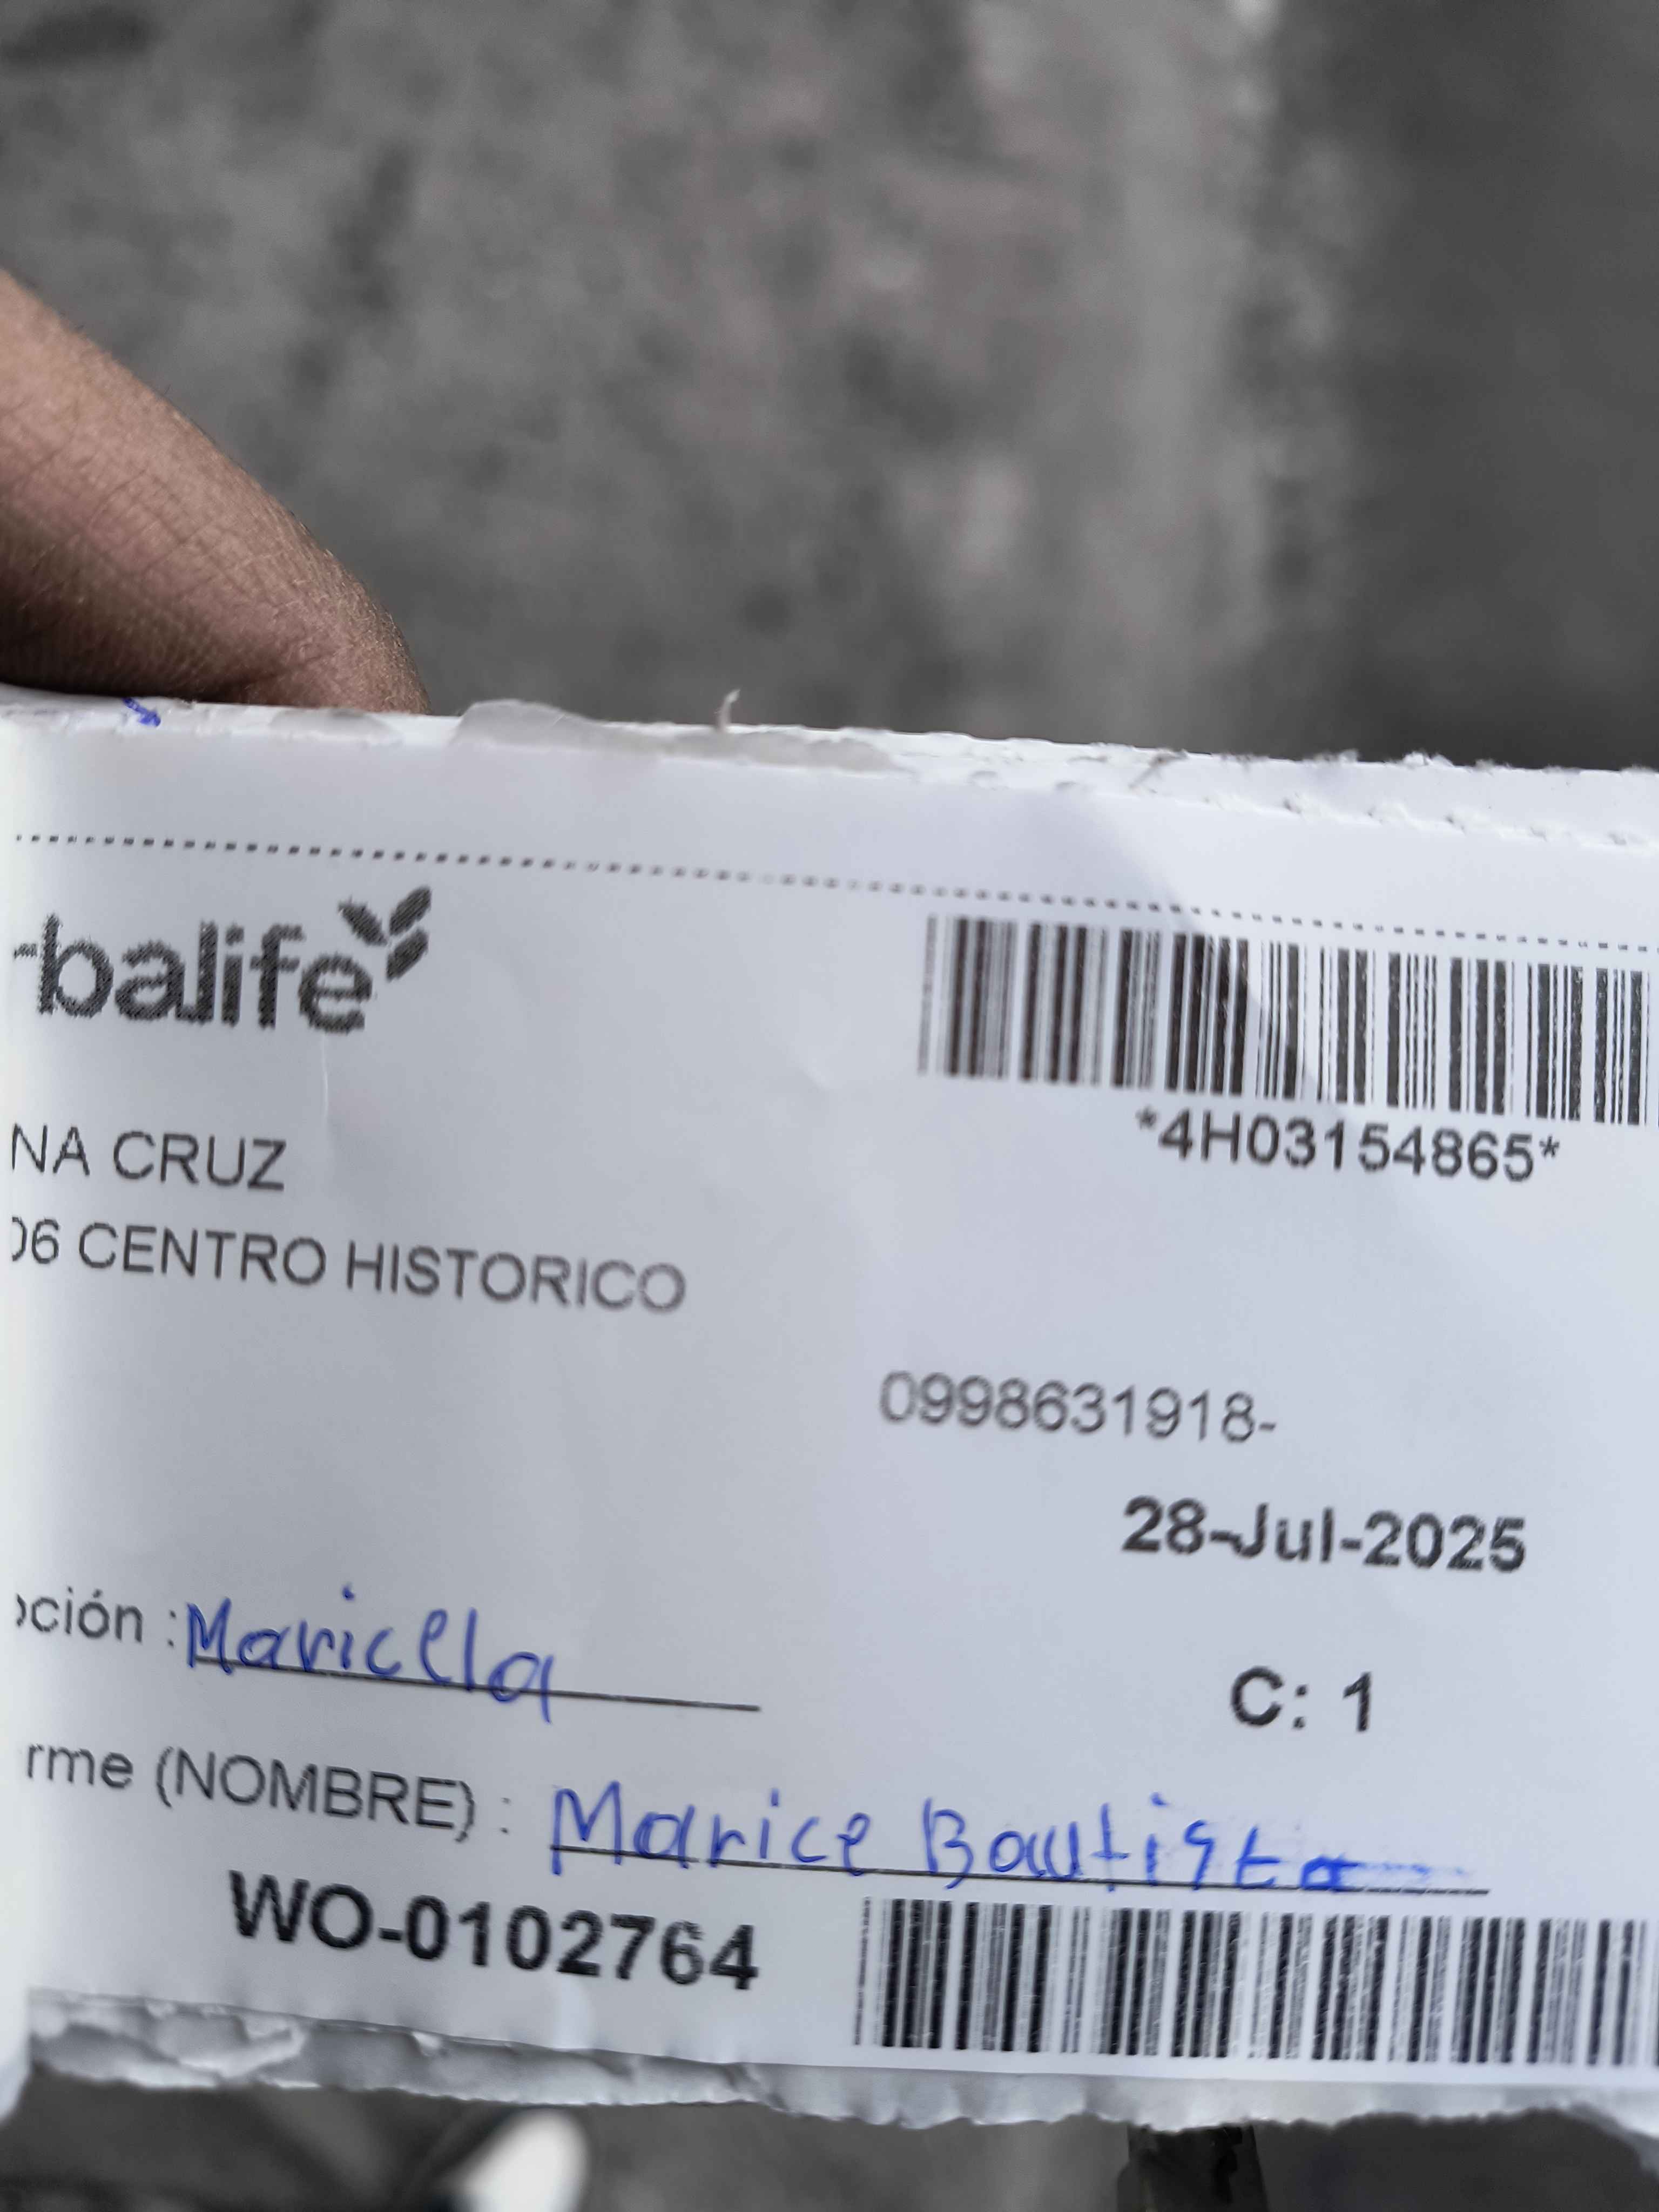 balife
*4H03154865*
NA CRUZ
06 CENTRO HISTORICO
0998631918-
28-Jul-2025
ción : Maricela
C: 1
rme (NOMBRE) : Marice Bautista
WO-0102764